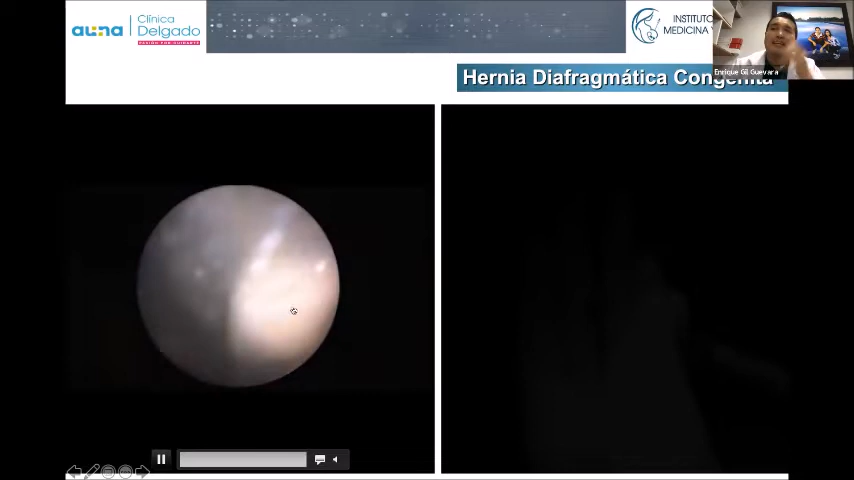 auna
Clínica
Delgado
INSTITUTO
MEDICINA
Enrique Gil Guevara
Hernia Diafragmática Congénita